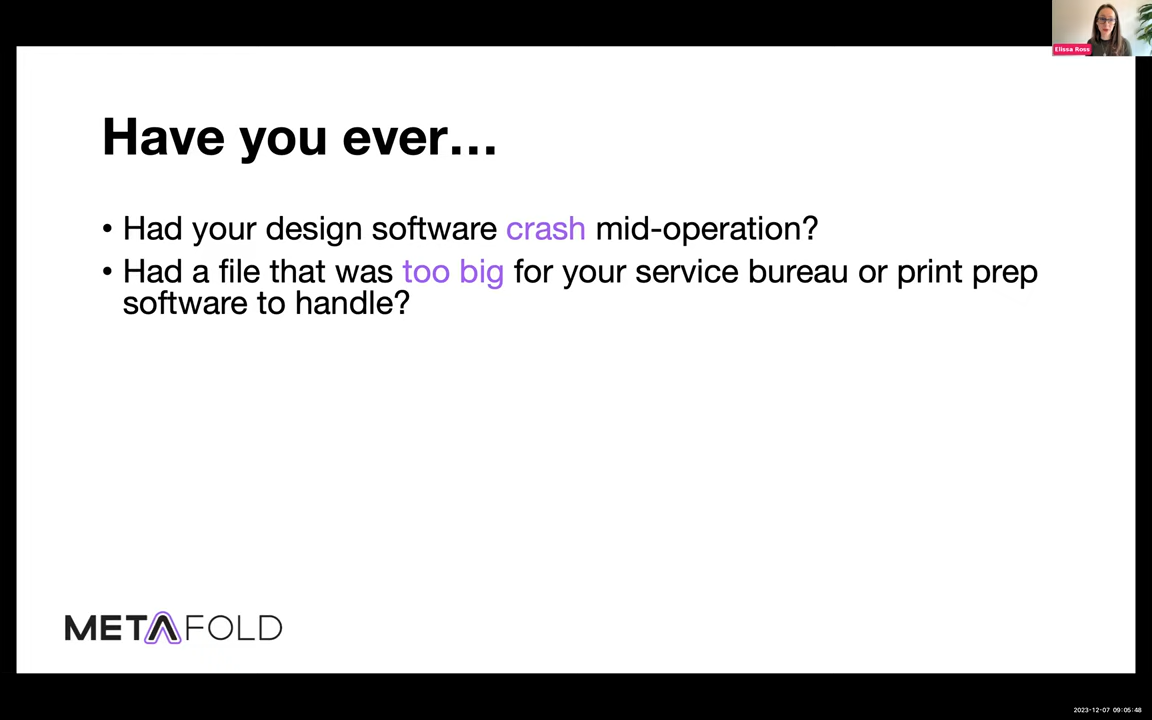 Elissa Ross
Have you ever...
• Had your design software crash mid-operation?
• Had a file that was too big for your service bureau or print prep
software to handle?
METAFOLD
2023-12-07 09:05:48